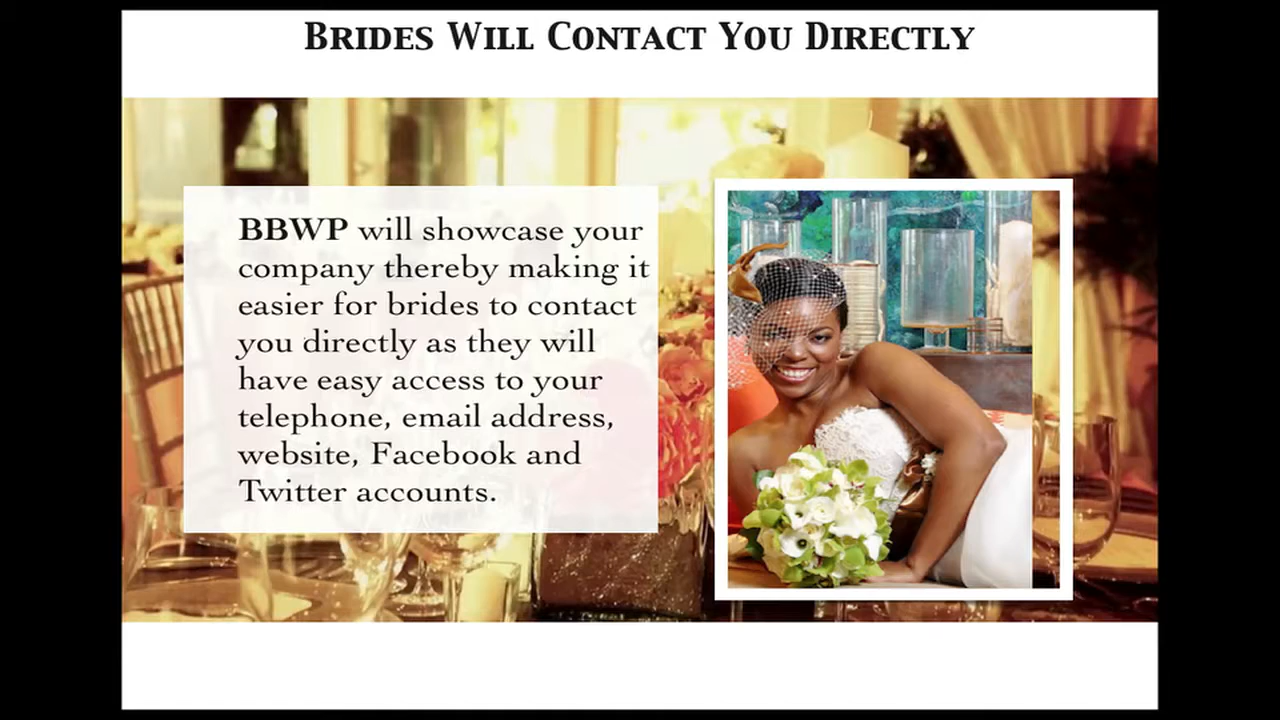 BRIDES WILL CONTACT YOU DIRECTLY
BBWP will showcase your
company thereby making it
easier for brides to contact
you directly as they will
have easy access to your
telephone, email address,
website, Facebook and
Twitter accounts.